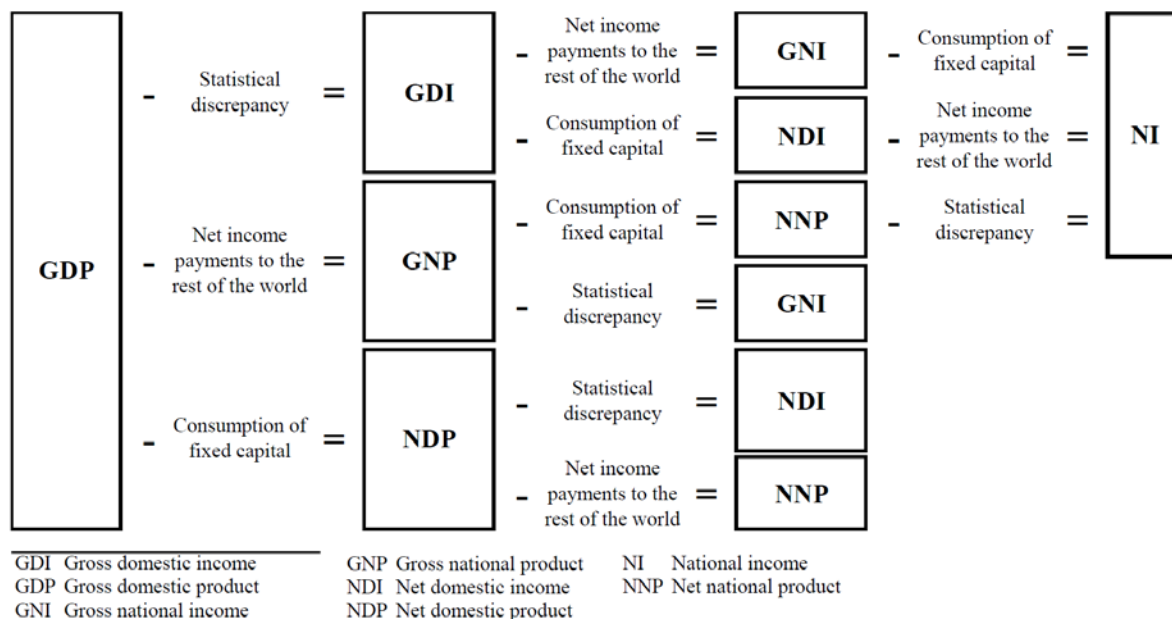 Net income
payments to the
rest of the world
-
=
GNI
-
Consumption of
fixed capital
=
-
Statistical
discrepancy
=
GDI
-
Consumption of
fixed capital
=
NDI
-
Net income
payments to the
rest of the world
=
NI
-
Consumption of
fixed capital
=
NNP
-
Statistical
discrepancy
=
GDP
-
Net income
payments to the
rest of the world
=
GNP
-
Statistical
discrepancy
=
GNI
-
Statistical
discrepancy
=
NDI
-
Consumption of
fixed capital
=
NDP
-
Net income
payments to the
rest of the world
=
NNP
GDI Gross domestic income
GDP Gross domestic product
GNI Gross national income
GNP Gross national product
NDI Net domestic income
NDP Net domestic product
NI National income
NNP Net national product